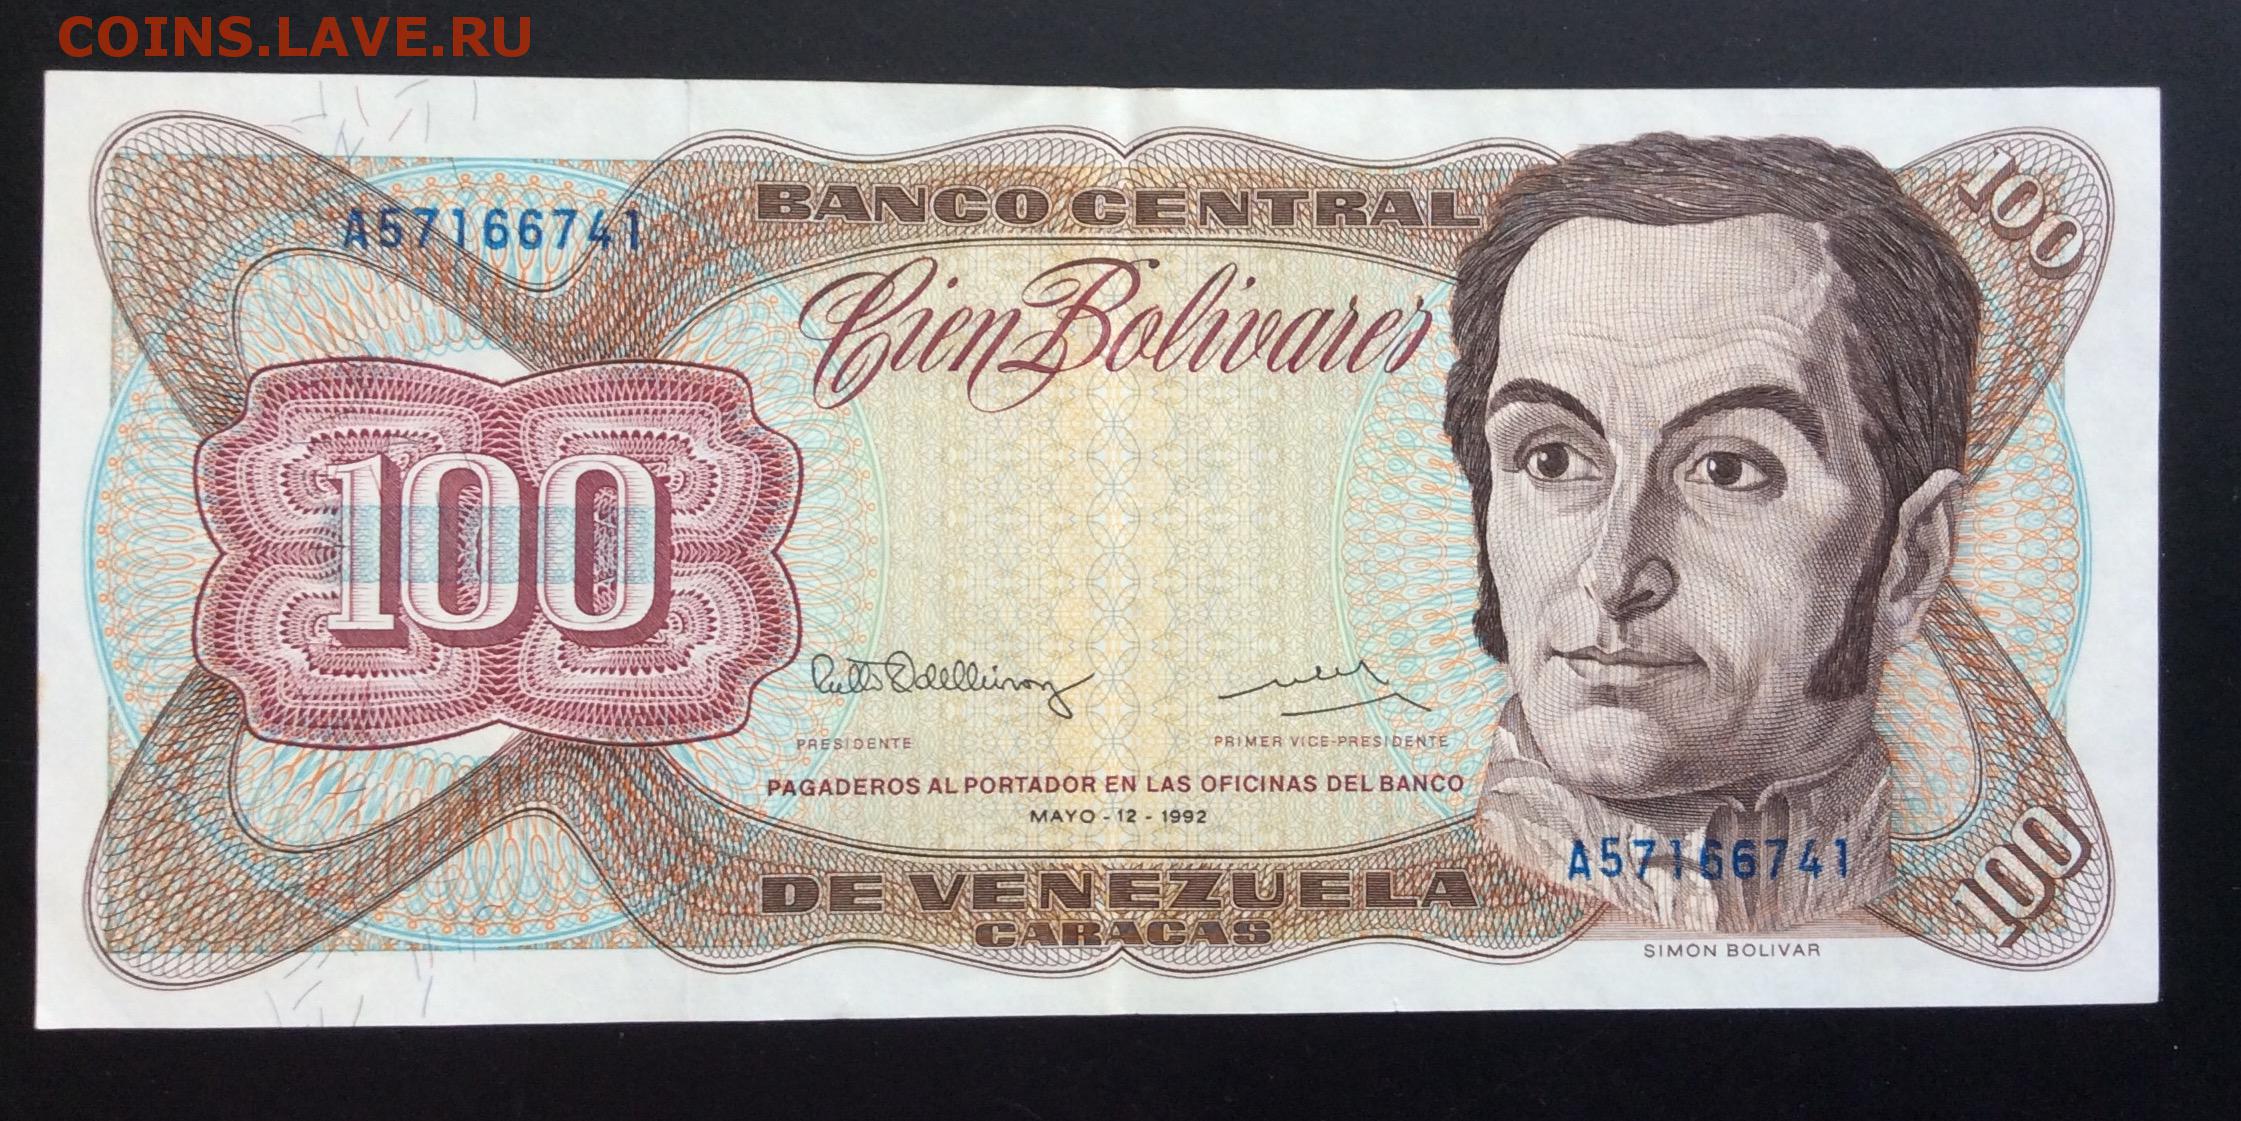 COINS.LAVE.RU
BANCO CENTRAL
100
A57166741
Cien Bolívares
100
PRESIDENTE PRIMER VICE-PRESIDENTE
PAGADEROS AL PORTADOR EN LAS OFICINAS DEL BANCO
MAYO - 12 - 1992
A57166741
100
DE VENEZUELA
CARACAS
SIMON BOLIVAR